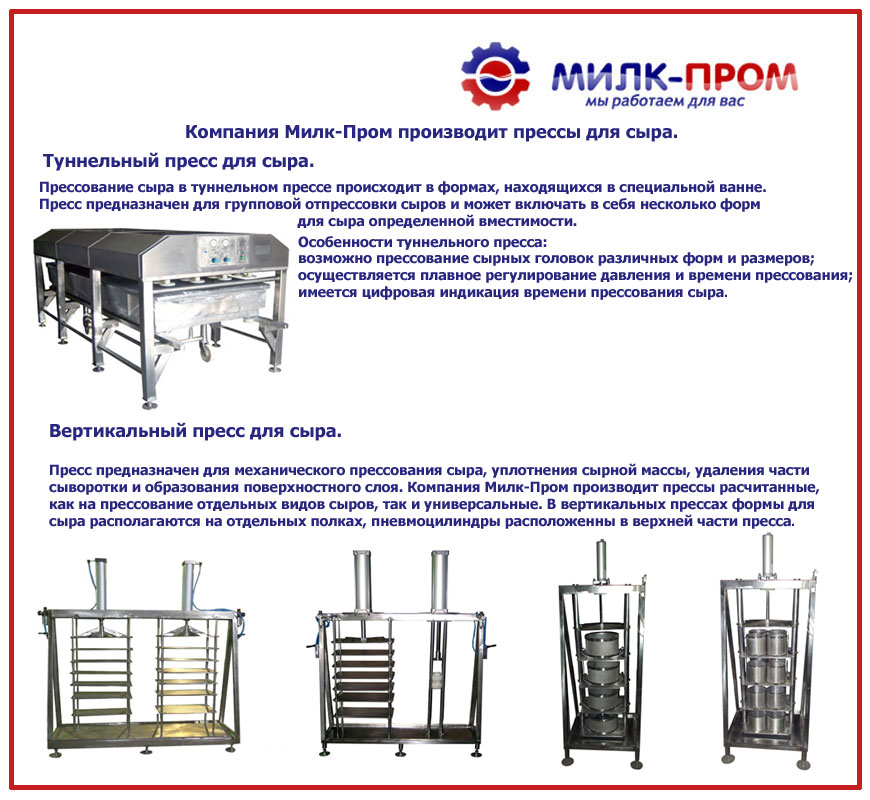 МИЛК-ПРОМ
мы работаем для вас
Компания Милк-Пром производит прессы для сыра.
Туннельный пресс для сыра.
Прессование сыра в туннельном прессе происходит в формах, находящихся в специальной ванне.
Пресс предназначен для групповой отпрессовки сыров и может включать в себя несколько форм
для сыра определенной вместимости.
Особенности туннельного пресса:
возможно прессование сырных головок различных форм и размеров;
осуществляется плавное регулирование давления и времени прессования;
имеется цифровая индикация времени прессования сыра.
Вертикальный пресс для сыра.
Пресс предназначен для механического прессования сыра, уплотнения сырной массы, удаления части
сыворотки и образования поверхностного слоя. Компания Милк-Пром производит прессы расчитанные,
как на прессование отдельных видов сыров, так и универсальные. В вертикальных прессах формы для
сыра располагаются на отдельных полках, пневмоцилиндры расположенны в верхней части пресса.